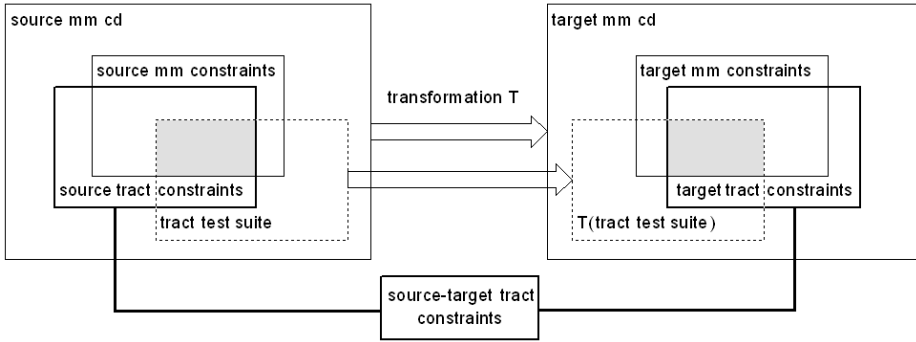 source mm cd
target mm cd
source mm constraints
target mm constraints
transformation T
source tract constraints
target tract constraints
tract test suite
T(tract test suite)
source-target tract
constraints